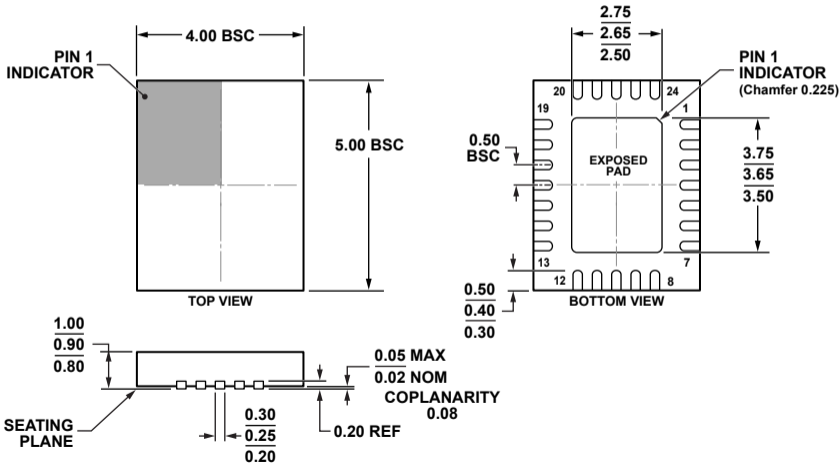 4.00 BSC
PIN 1
INDICATOR
5.00 BSC
TOP VIEW
2.75
2.65
2.50
PIN 1
INDICATOR
(Chamfer 0.225)
20
24
19
1
0.50
BSC
EXPOSED
PAD
3.75
3.65
3.50
13
7
12
8
BOTTOM VIEW
0.50
0.40
0.30
1.00
0.90
0.80
0.05 MAX
0.02 NOM
COPLANARITY
0.08
SEATING
PLANE
0.30
0.25
0.20
0.20 REF